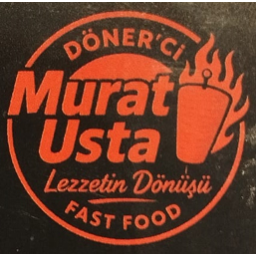 DÖNER'Cİ
Murat
Usta
Lezzetin Dönüşü
FAST FOOD